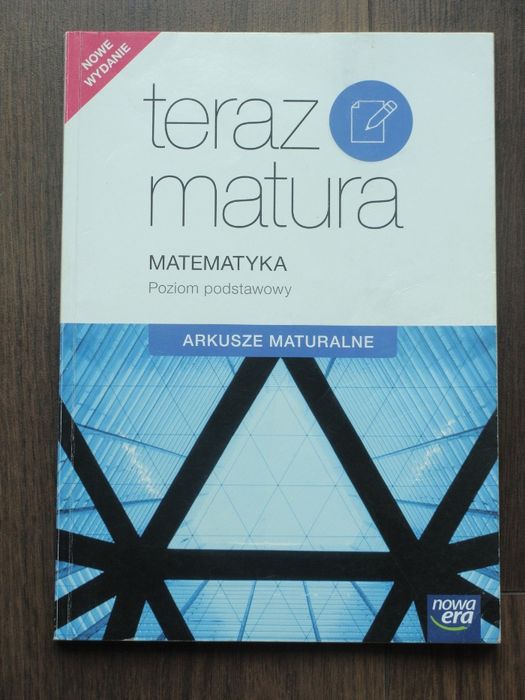 NOWE
WYDANIE
teraz
matura
MATEMATYKA
Poziom podstawowy
ARKUSZE MATURALNE
nowa
era